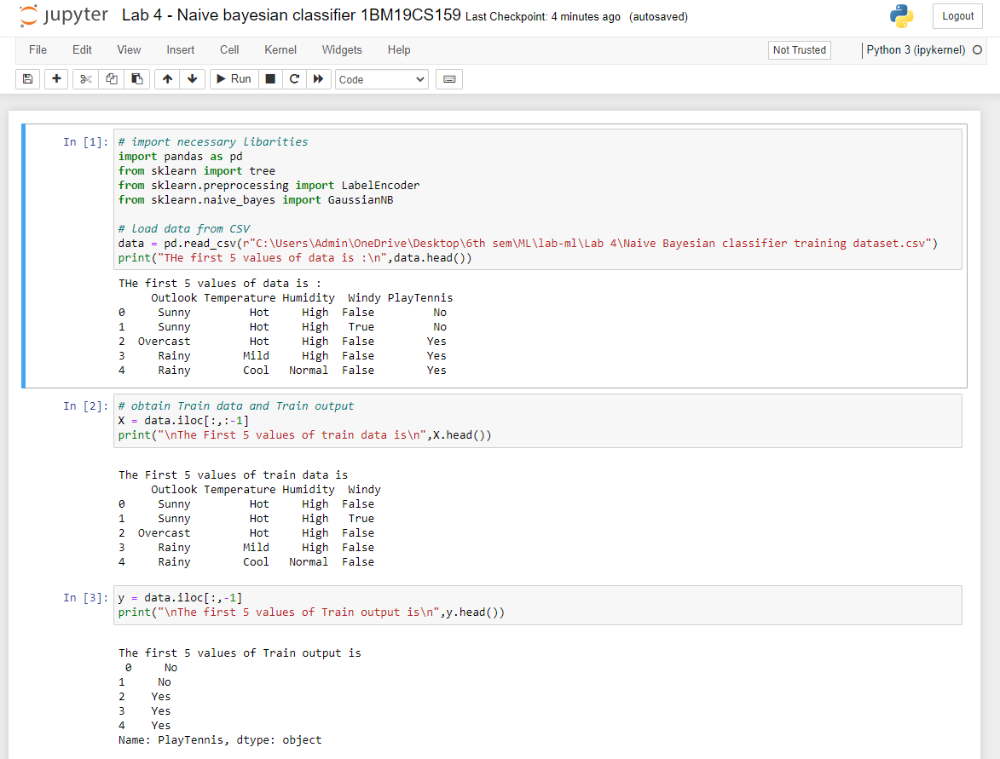 jupyter Lab 4 - Naive bayesian classifier 1BM19CS159 Last Checkpoint: 4 minutes ago (autosaved)
Logout
File Edit View Insert Cell Kernel Widgets Help
Not Trusted
Python 3 (ipykernel)
Run
Code
In [1]:
# import necessary libarities
import pandas as pd
from sklearn import tree
from sklearn.preprocessing import LabelEncoder
from sklearn.naive_bayes import GaussianNB
# load data from CSV
data = pd.read_csv(r"C:\Users\Admin\OneDrive\Desktop\6th sem\ML\lab-ml\Lab 4\Naive Bayesian classifier training dataset.csv")
print("THe first 5 values of data is :\n",data.head())
THe first 5 values of data is :
Outlook Temperature Humidity Windy PlayTennis
0 Sunny Hot High False No
1 Sunny Hot High True No
2 Overcast Hot High False Yes
3 Rainy Mild High False Yes
4 Rainy Cool Normal False Yes
In [2]:
# obtain Train data and Train output
X = data.iloc[:,:-1]
print("\nThe First 5 values of train data is\n",X.head())
The First 5 values of train data is
Outlook Temperature Humidity Windy
0 Sunny Hot High False
1 Sunny Hot High True
2 Overcast Hot High False
3 Rainy Mild High False
4 Rainy Cool Normal False
In [3]:
y = data.iloc[:,-1]
print("\nThe first 5 values of Train output is\n",y.head())
The first 5 values of Train output is
0 No
1 No
2 Yes
3 Yes
4 Yes
Name: PlayTennis, dtype: object